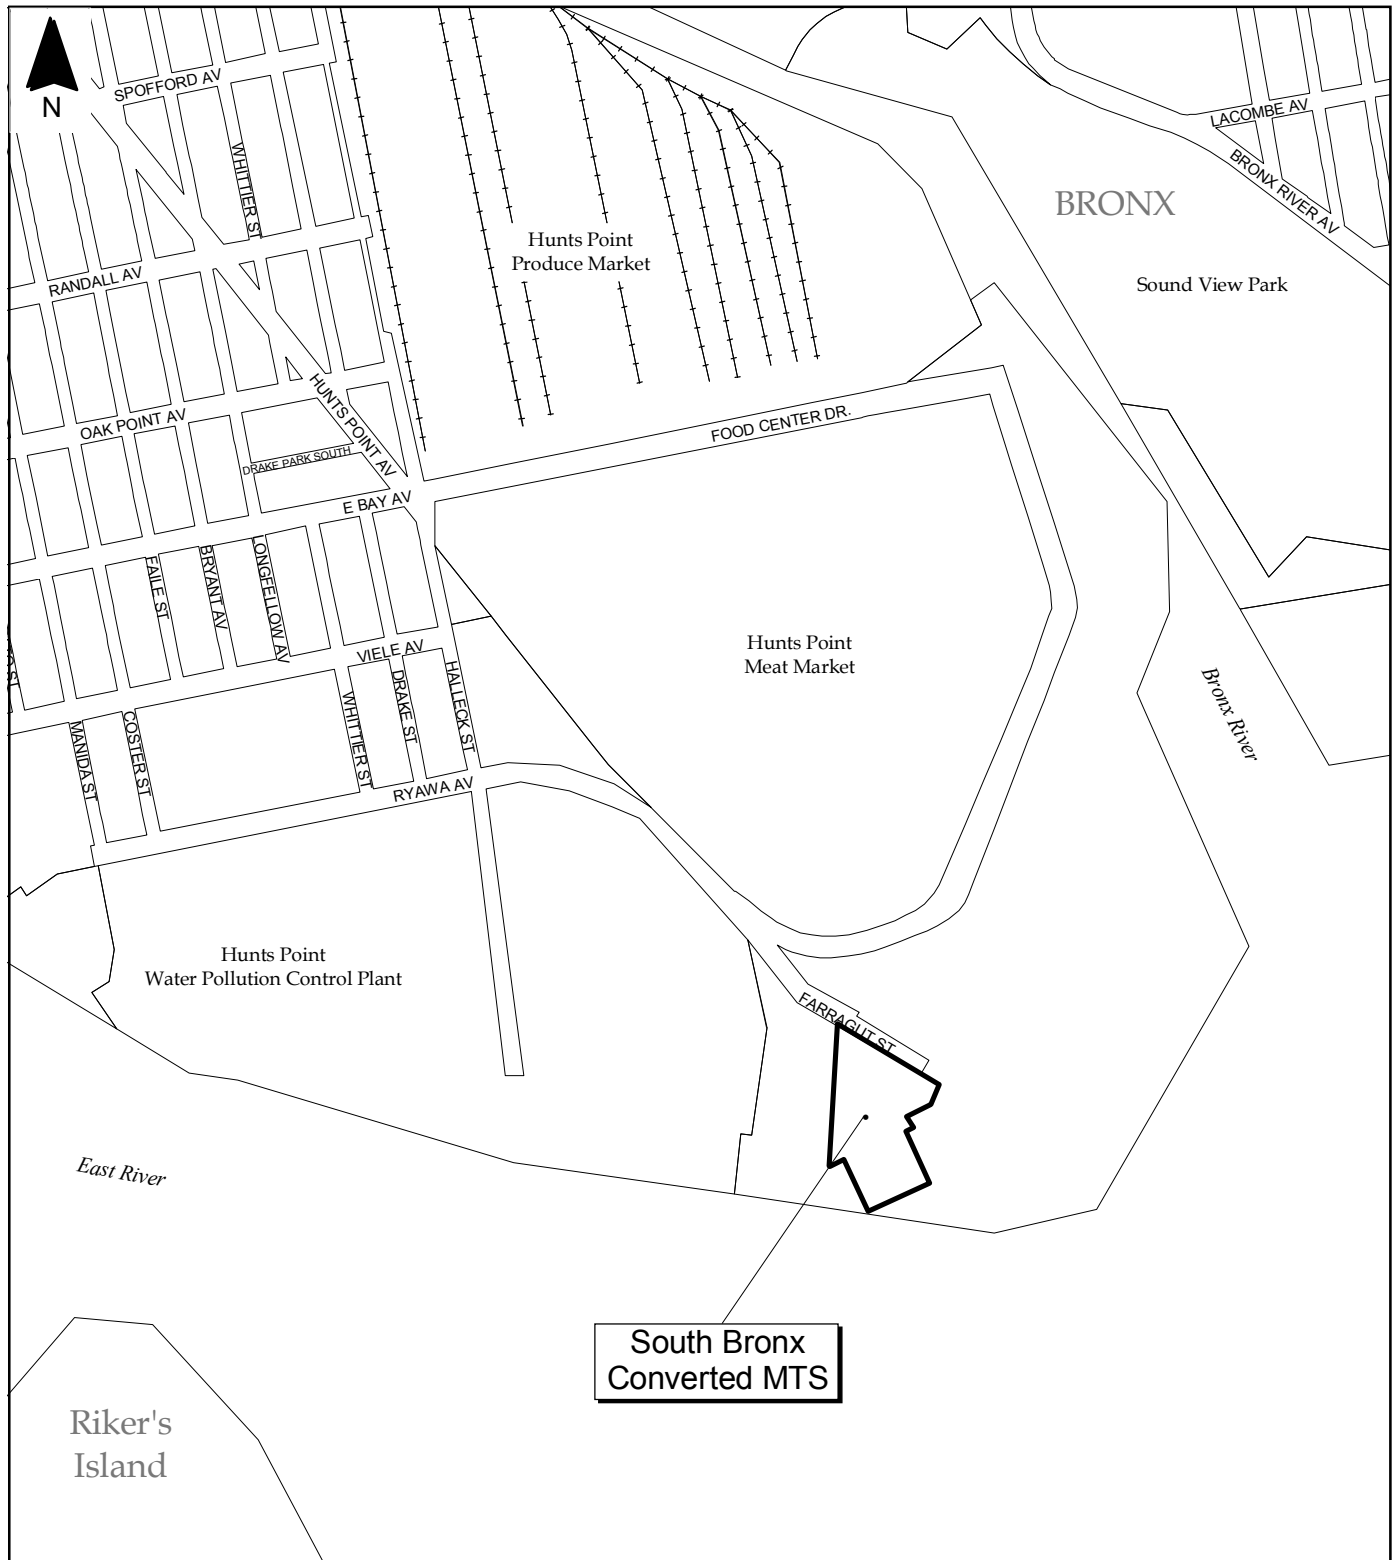 N
SPOFFORD AV
WHITTIER ST
LACOMBE AV
BRONX RIVER AV
BRONX
Hunts Point
Produce Market
RANDALL AV
Sound View Park
HUNTS POINT AV
OAK POINT AV
FOOD CENTER DR.
DRAKE PARK SOUTH
E BAY AV
FAILE ST
BRYANT AV
LONGFELLOW AV
Hunts Point
Meat Market
VIELE AV
HALLECK ST
DRAKE ST
WHITTIER ST
Bronx River
MANIDA ST
COSTER ST
RYAWA AV
Hunts Point
Water Pollution Control Plant
FARRAGUT ST
East River
South Bronx
Converted MTS
Riker's
Island